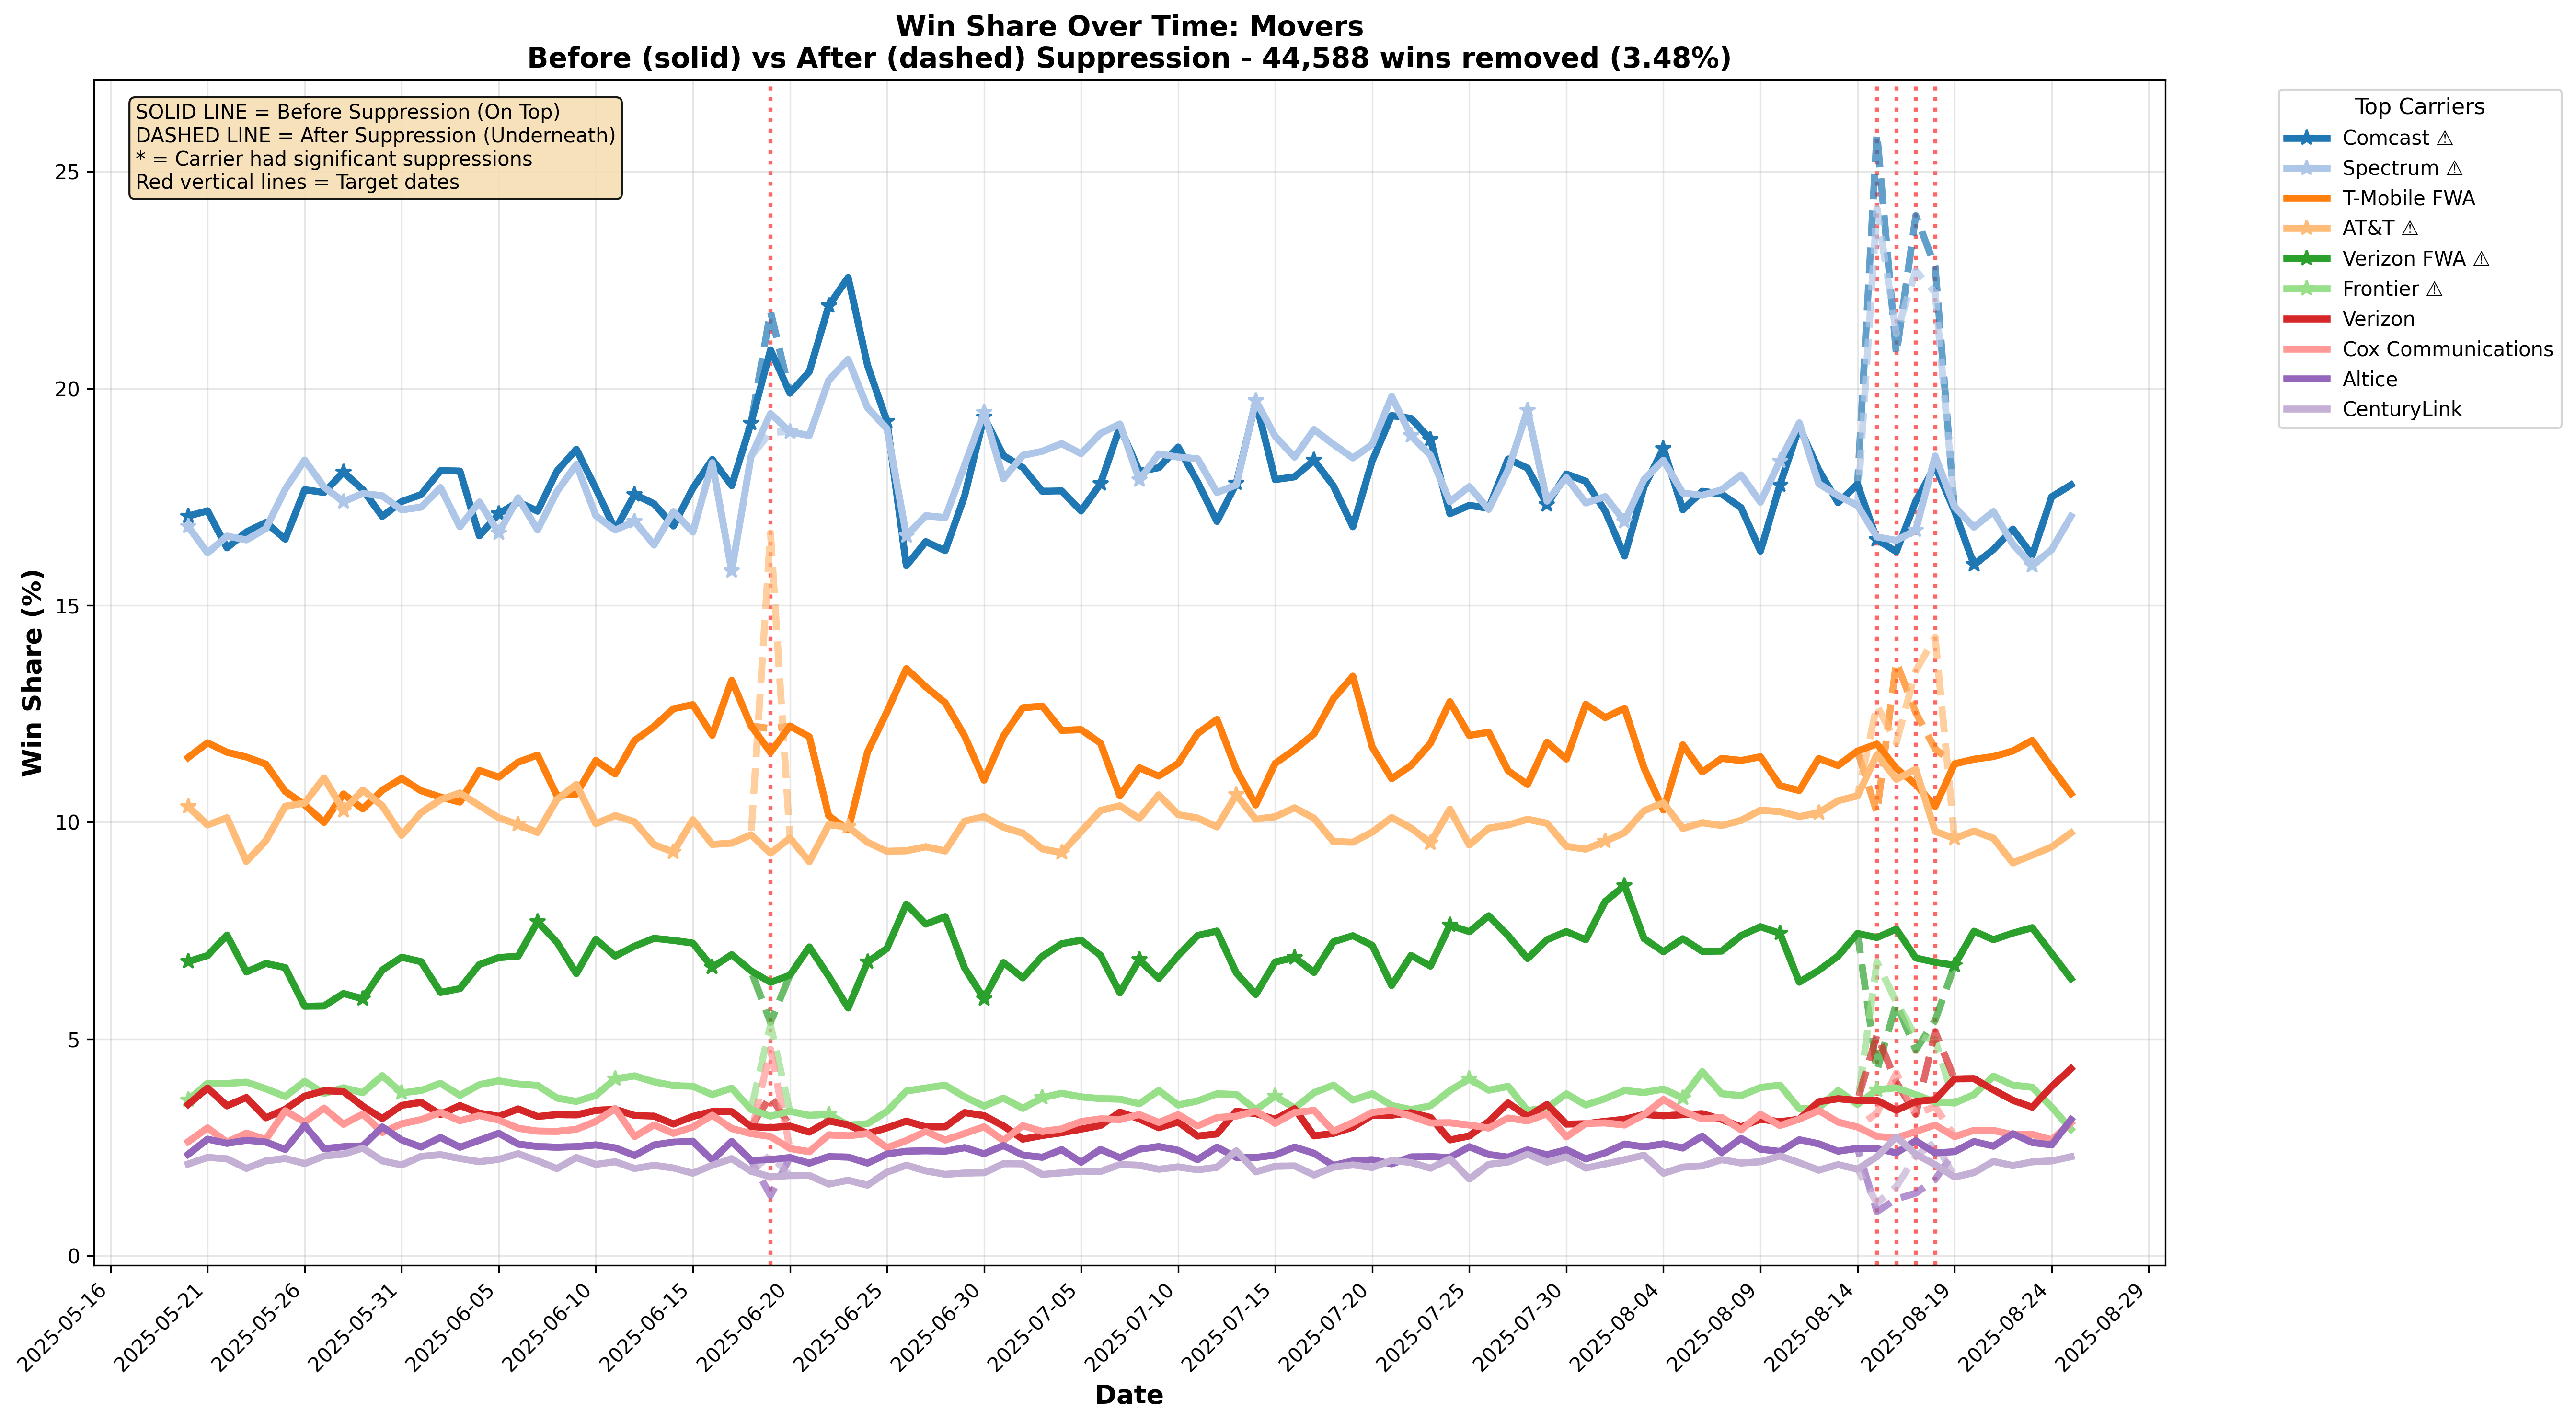 Win Share Over Time: Movers
Before (solid) vs After (dashed) Suppression - 44,588 wins removed (3.48%)
SOLID LINE = Before Suppression (On Top)
DASHED LINE = After Suppression (Underneath)
* = Carrier had significant suppressions
Red vertical lines = Target dates
Top Carriers
Comcast ⚠
Spectrum ⚠
T-Mobile FWA
AT&T ⚠
Verizon FWA ⚠
Frontier ⚠
Verizon
Cox Communications
Altice
CenturyLink
Win Share (%)
25
20
15
10
5
0
2025-05-16
2025-05-21
2025-05-26
2025-05-31
2025-06-05
2025-06-10
2025-06-15
2025-06-20
2025-06-25
2025-06-30
2025-07-05
2025-07-10
2025-07-15
2025-07-20
2025-07-25
2025-07-30
2025-08-04
2025-08-09
2025-08-14
2025-08-19
2025-08-24
2025-08-29
Date